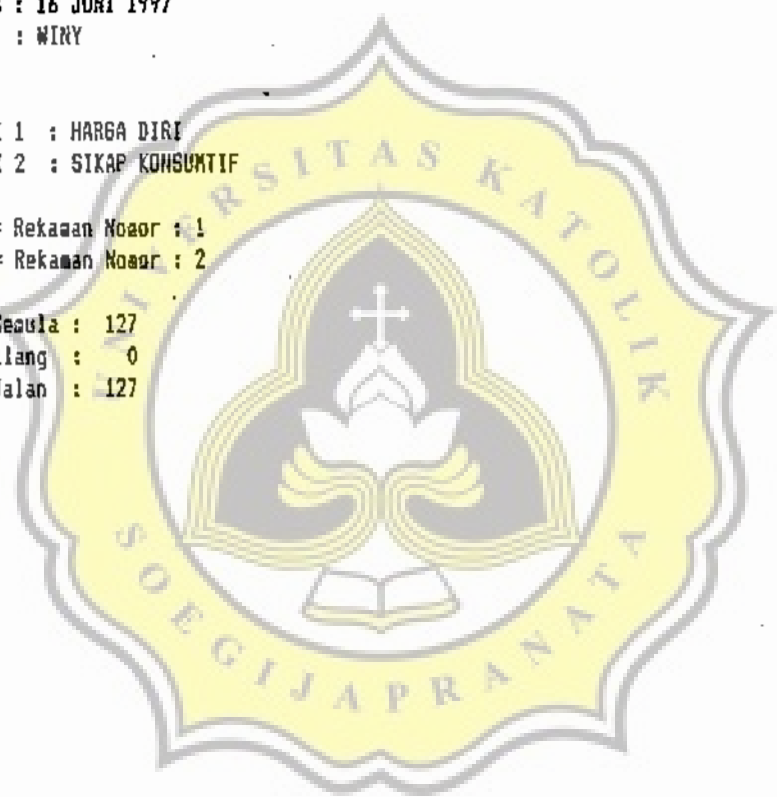 : 16 JUNI 1997
: WINY
1 : HARGA DIRI
2 : SIKAP KONSUMTIF
= Rekaman Nomor : 1
= Rekaman Nomor : 2
Semula : 127
ilang : 0
Jalan : 127
UNIVERSITAS KATOLIK
SOEGIJAPRANATA